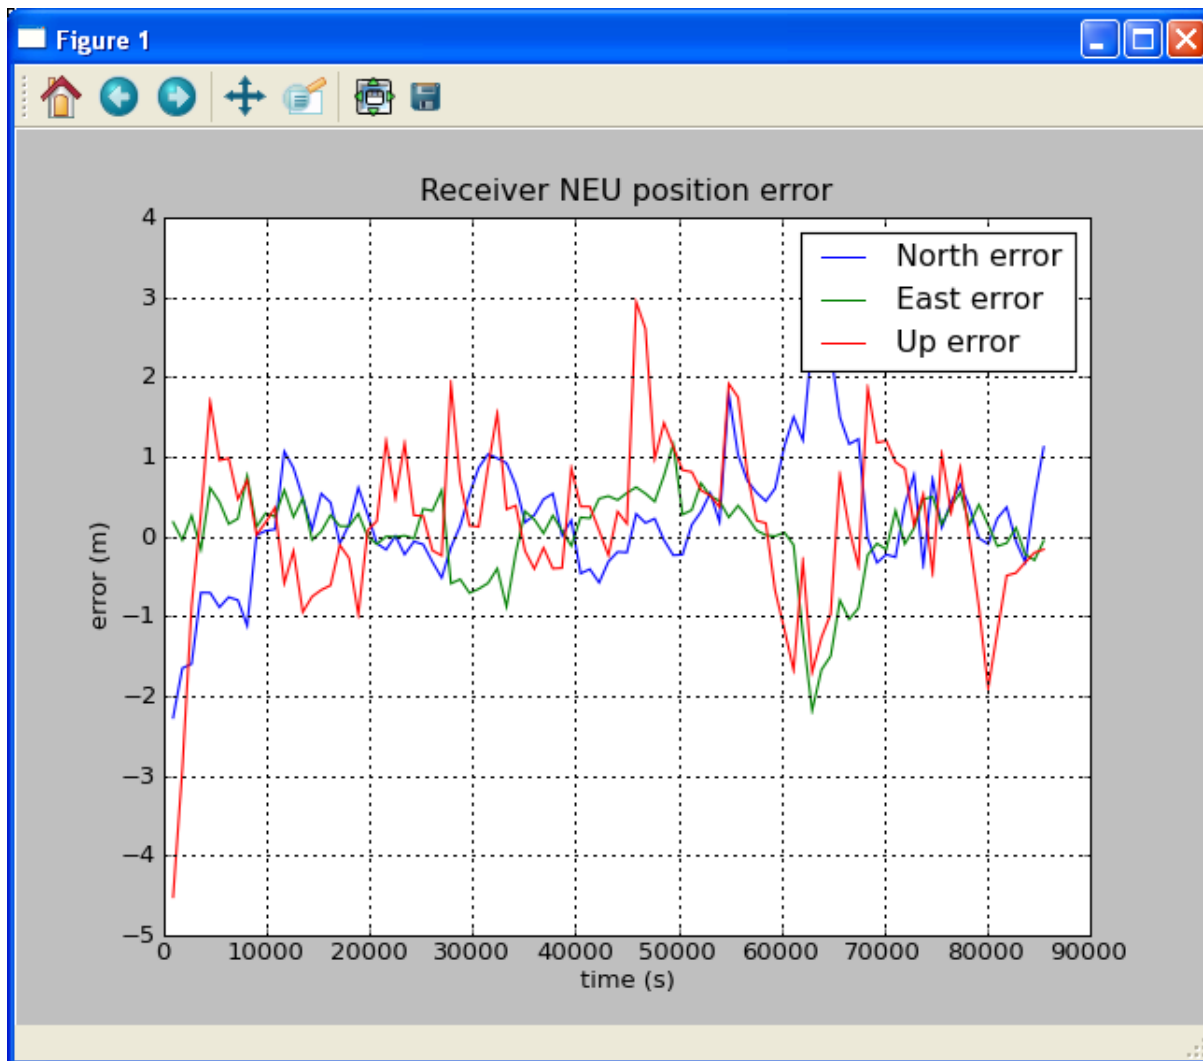 Figure 1
Receiver NEU position error
North error
East error
Up error
4
3
2
1
0
−1
−2
−3
−4
−5
error (m)
0 10000 20000 30000 40000 50000 60000 70000 80000 90000
time (s)